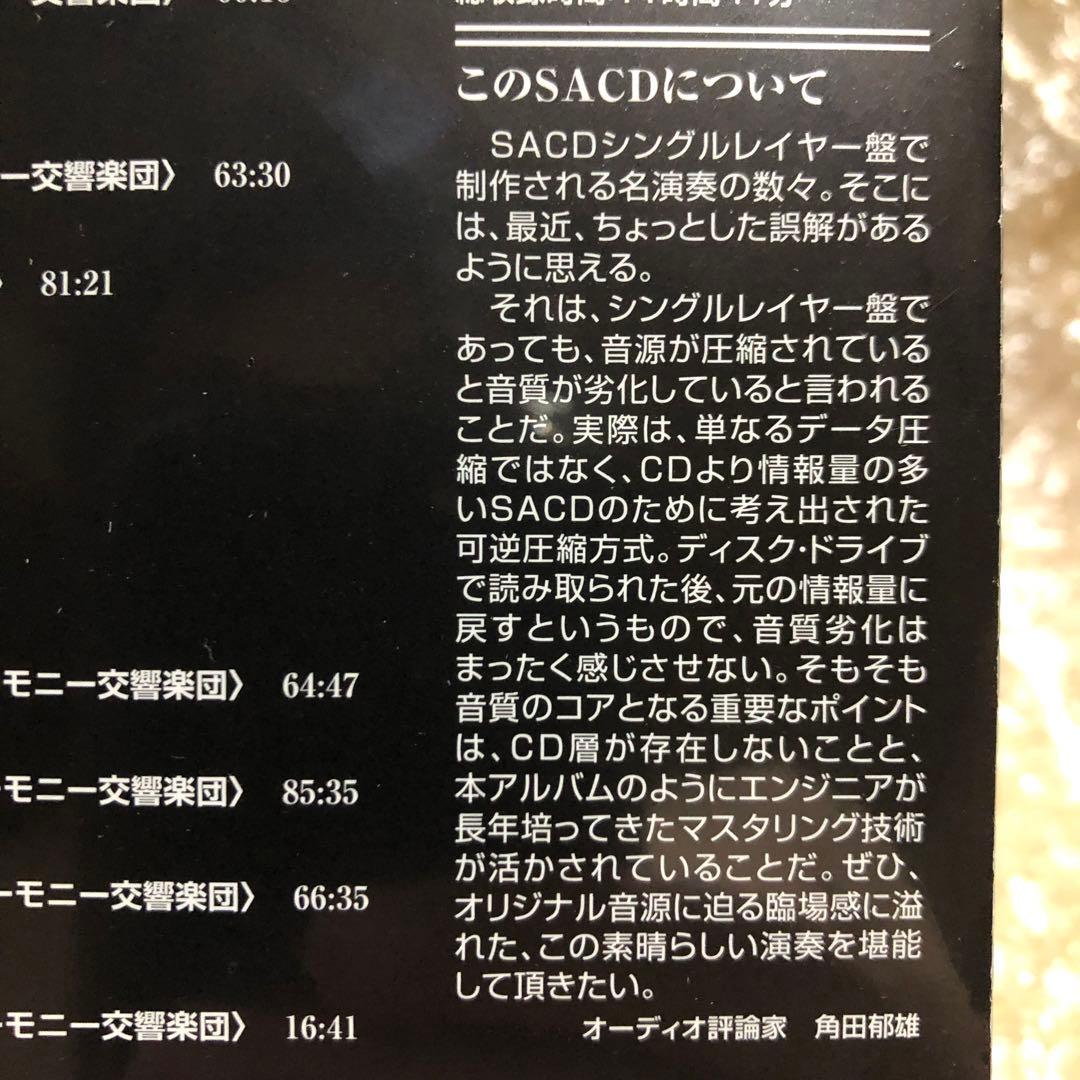 ー交響楽団〉 63:30
〉 81:21
モニー交響楽団〉 64:47
ーモニー交響楽団〉 85:35
ーモニー交響楽団〉 66:35
ーモニー交響楽団〉 16:41
このSACDについて
SACDシングルレイヤー盤で
制作される名演奏の数々。そこに
は、最近、ちょっとした誤解がある
ように思える。
それは、シングルレイヤー盤で
あっても、音源が圧縮されている
と音質が劣化していると言われる
ことだ。実際は、単なるデータ圧
縮ではなく、CDより情報量の多
いSACDのために考え出された
可逆圧縮方式。ディスク・ドライブ
で読み取られた後、元の情報量に
戻すというもので、音質劣化は
まったく感じさせない。そもそも
音質のコアとなる重要なポイント
は、CD層が存在しないことと、
本アルバムのようにエンジニアが
長年培ってきたマスタリング技術
が活かされていることだ。ぜひ、
オリジナル音源に迫る臨場感に溢
れた、この素晴らしい演奏を堪能
して頂きたい。
オーディオ評論家 角田郁雄